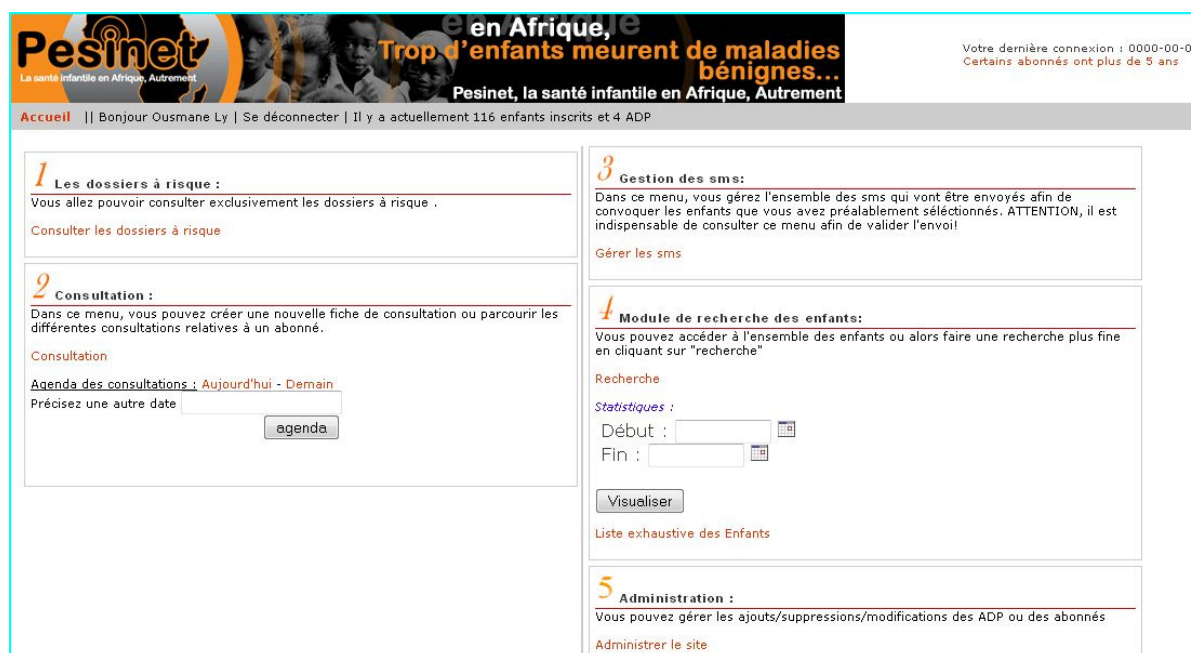 en Afrique
en Afrique,
Pesinet
La santé infantile en Afrique, Autrement
Trop d'enfants meurent de maladies
bénignes...
Pesinet, la santé infantile en Afrique, Autrement
Votre dernière connexion : 0000-00-0
Certains abonnés ont plus de 5 ans
Accueil || Bonjour Ousmane Ly | Se déconnecter | Il y a actuellement 116 enfants inscrits et 4 ADP
1 Les dossiers à risque :
Vous allez pouvoir consulter exclusivement les dossiers à risque .
Consulter les dossiers à risque
2 Consultation :
Dans ce menu, vous pouvez créer une nouvelle fiche de consultation ou parcourir les
différentes consultations relatives à un abonné.
Consultation
Agenda des consultations : Aujourd'hui - Demain
Précisez une autre date
agenda
3 Gestion des sms:
Dans ce menu, vous gérez l'ensemble des sms qui vont être envoyés afin de
convoquer les enfants que vous avez préalablement séléctionnés. ATTENTION, il est
indispensable de consulter ce menu afin de valider l'envoi!
Gérer les sms
4 Module de recherche des enfants:
Vous pouvez accéder à l'ensemble des enfants ou alors faire une recherche plus fine
en cliquant sur "recherche"
Recherche
Statistiques :
Début :
Fin :
Visualiser
Liste exhaustive des Enfants
5 Administration :
Vous pouvez gérer les ajouts/suppressions/modifications des ADP ou des abonnés
Administrer le site